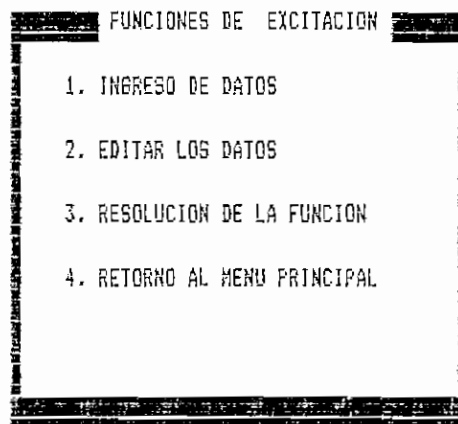 FUNCIONES DE EXCITACION
1. INGRESO DE DATOS
2. EDITAR LOS DATOS
3. RESOLUCION DE LA FUNCION
4. RETORNO AL MENU PRINCIPAL